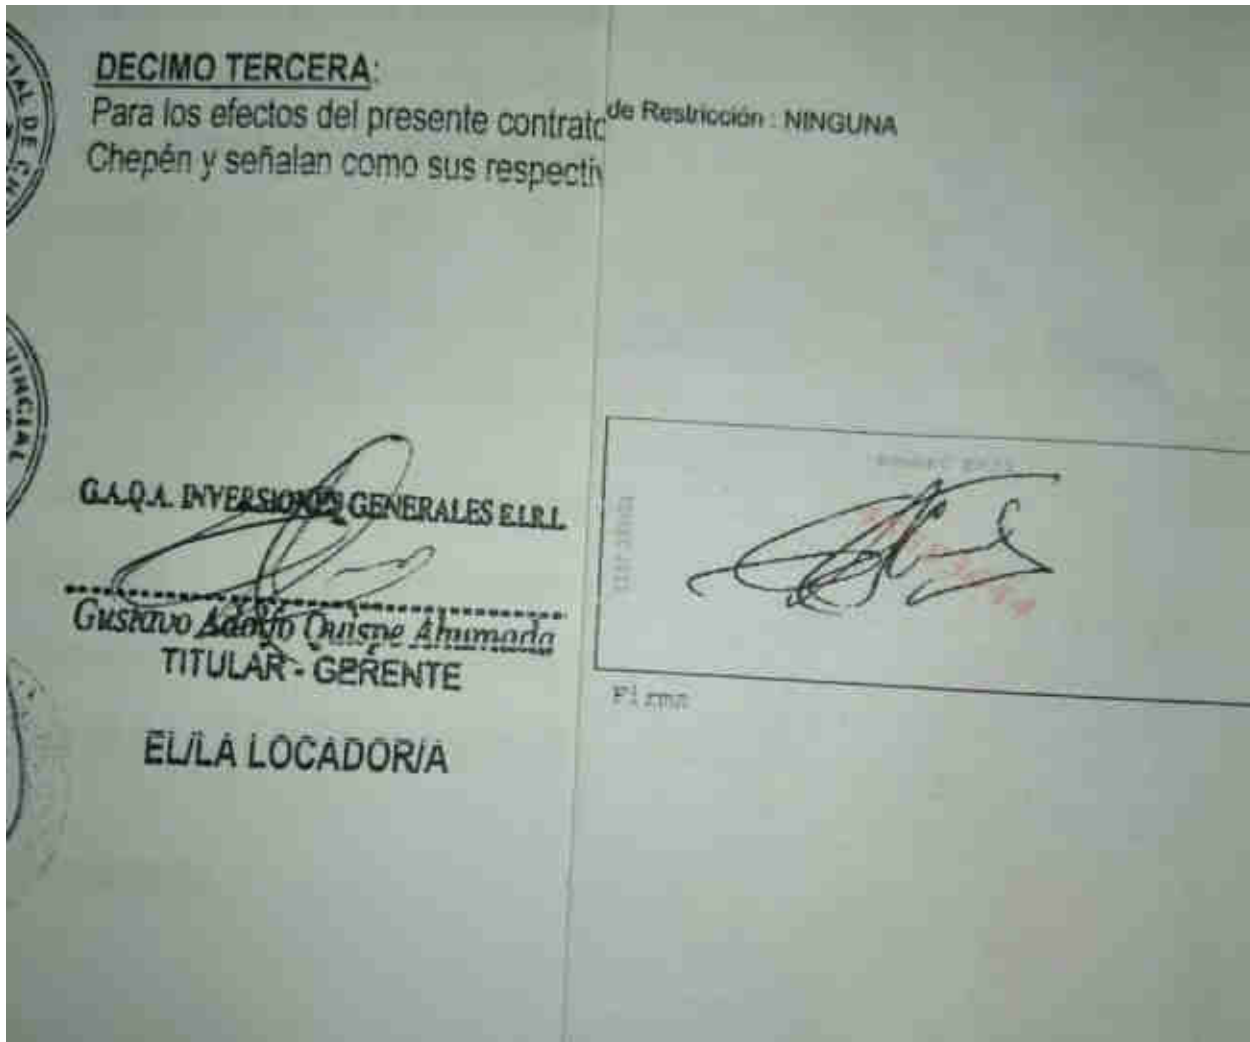 DECIMO TERCERA:
Para los efectos del presente contrato
Chepén y señalan como sus respectiv
G.A.Q.A. INVERSIONES GENERALES E.I.R.L.
Gustavo Adolfo Quispe Ahumada
TITULAR - GERENTE
EL/LA LOCADOR/A
de Restricción : NINGUNA
Firma